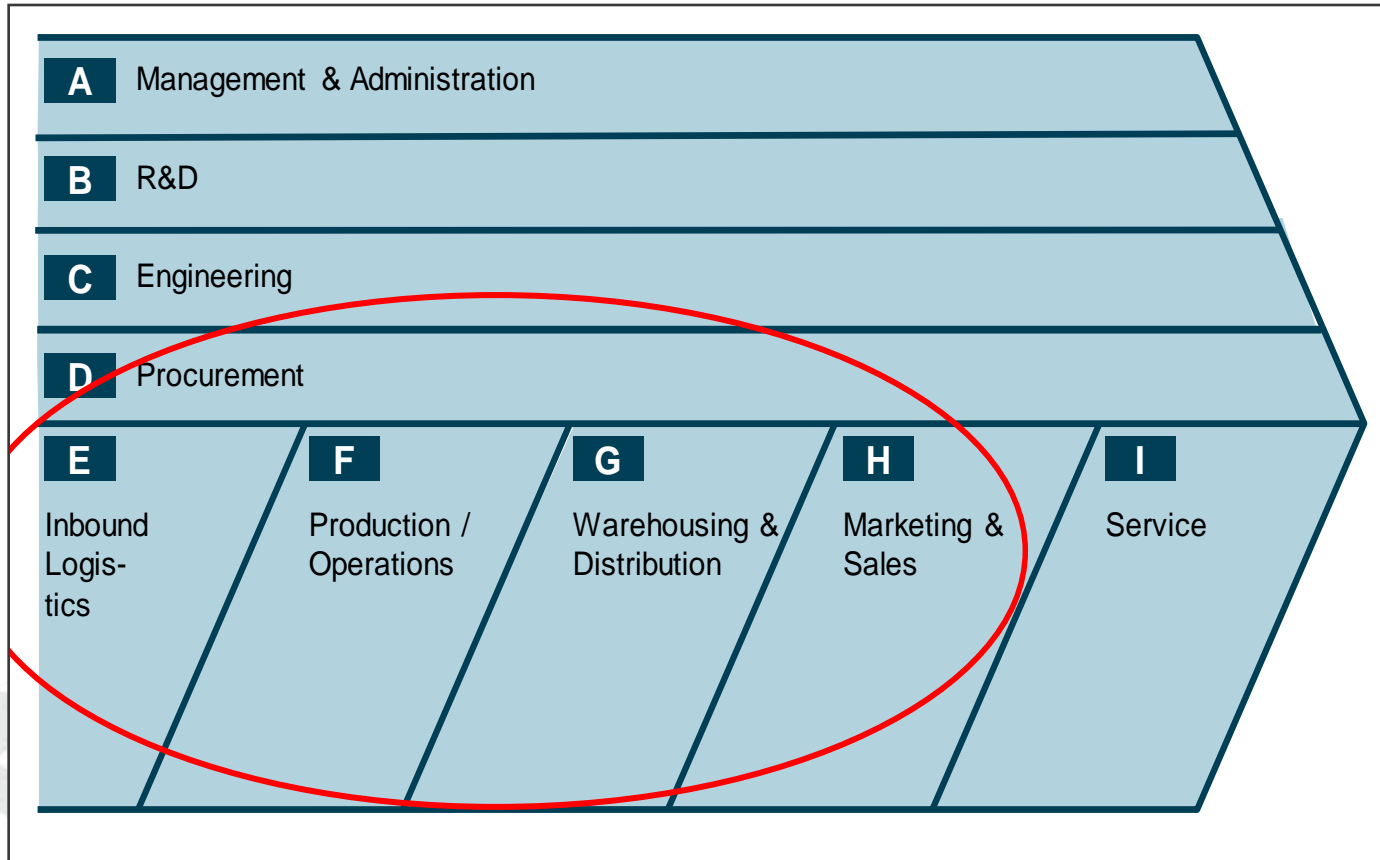 A Management & Administration
B R&D
C Engineering
D Procurement
E
Inbound
Logis-
tics
F
Production /
Operations
G
Warehousing &
Distribution
H
Marketing &
Sales
I
Service